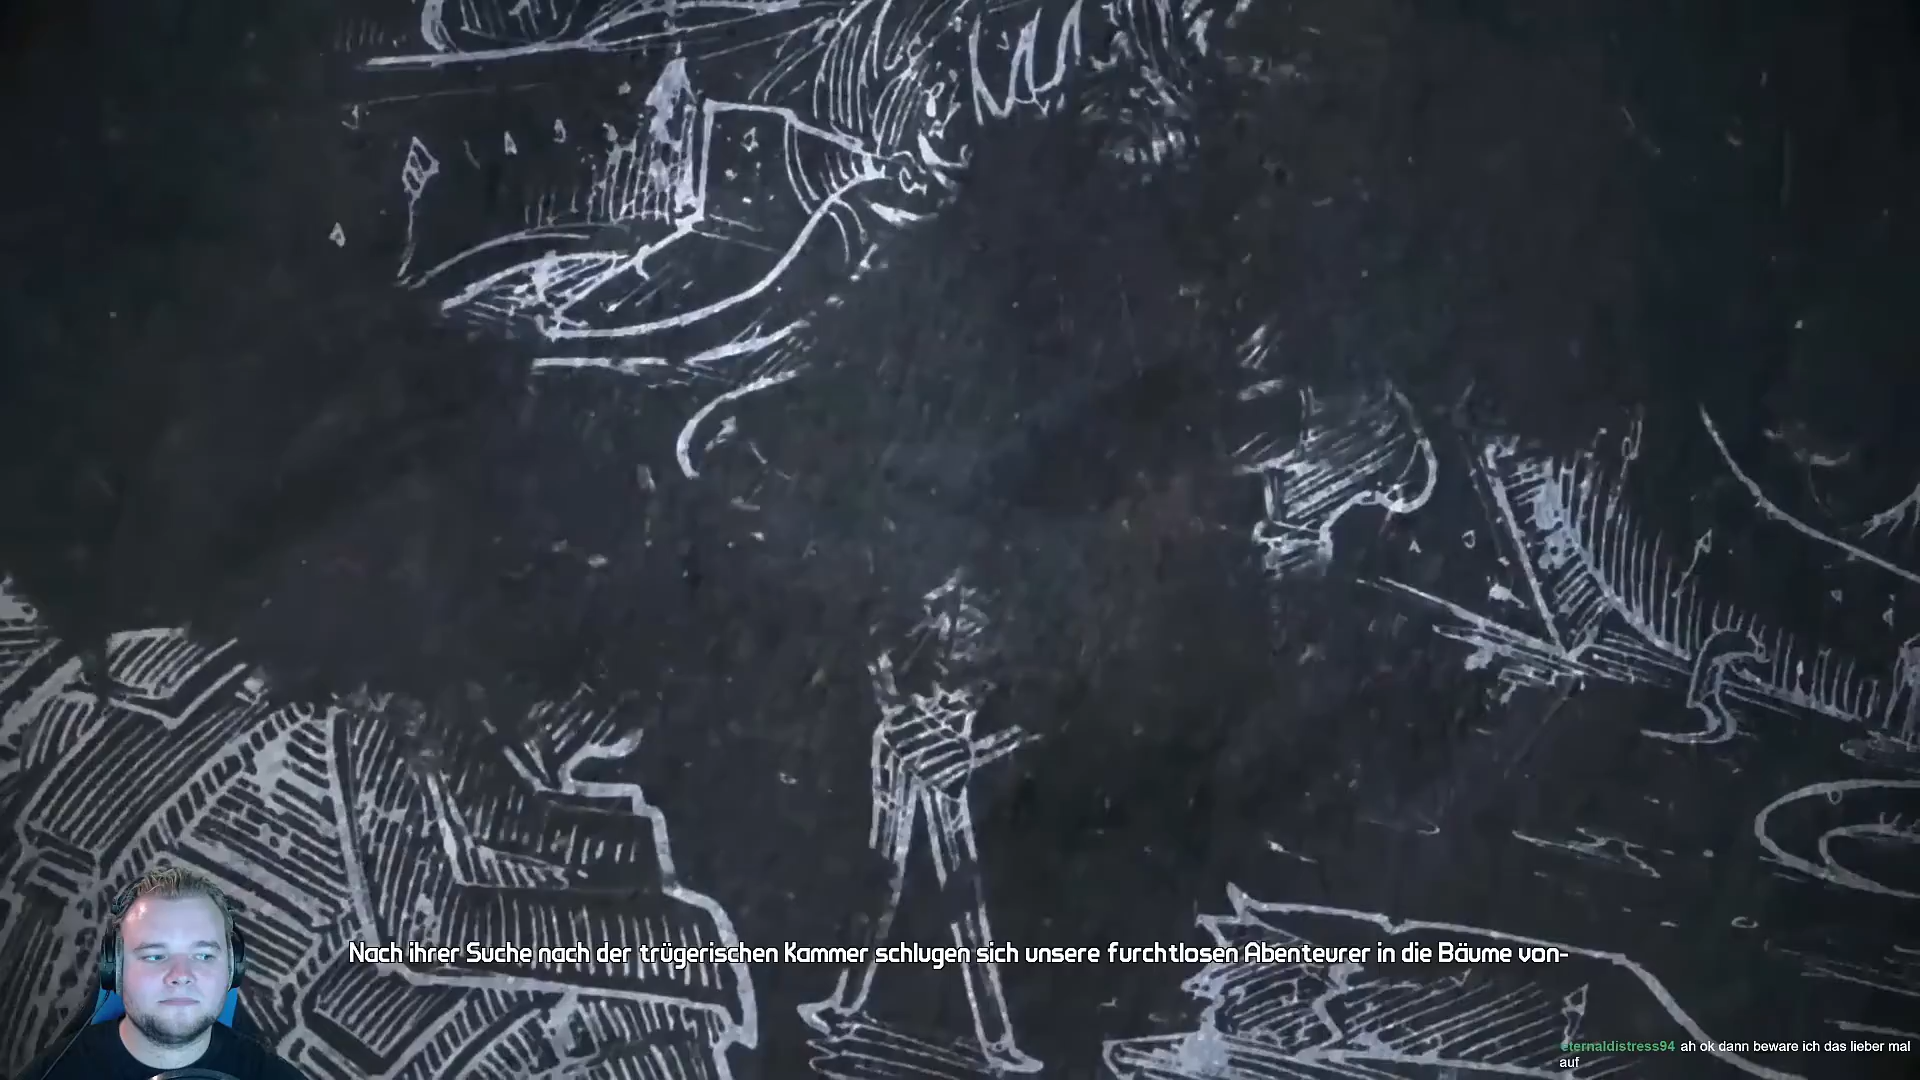 Nach ihrer Suche nach der trügerischen Kammer schlugen sich unsere furchtlosen Abenteurer in die Bäume von-
eternaldistress94 ah ok dann beware ich das lieber mal
auf